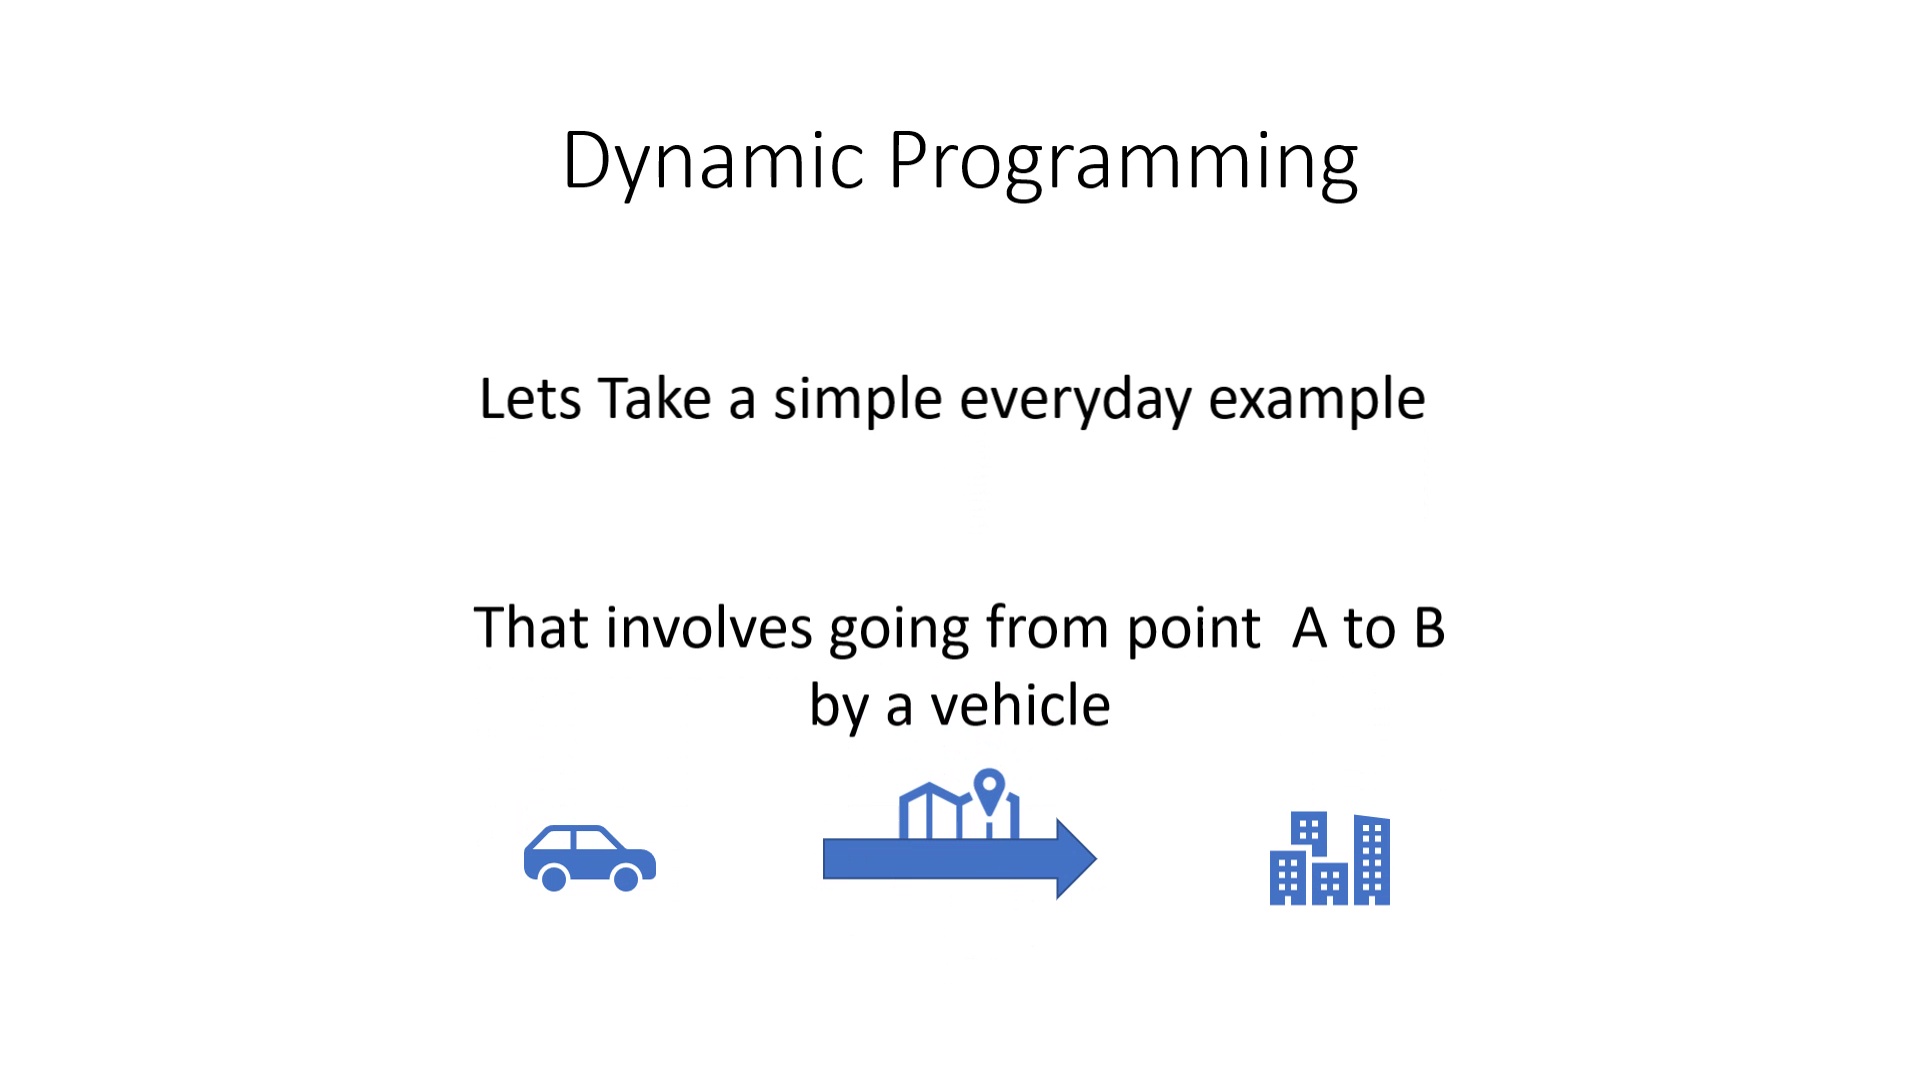 Dynamic Programming
Lets Take a simple everyday example
That involves going from point  A to B
by a vehicle